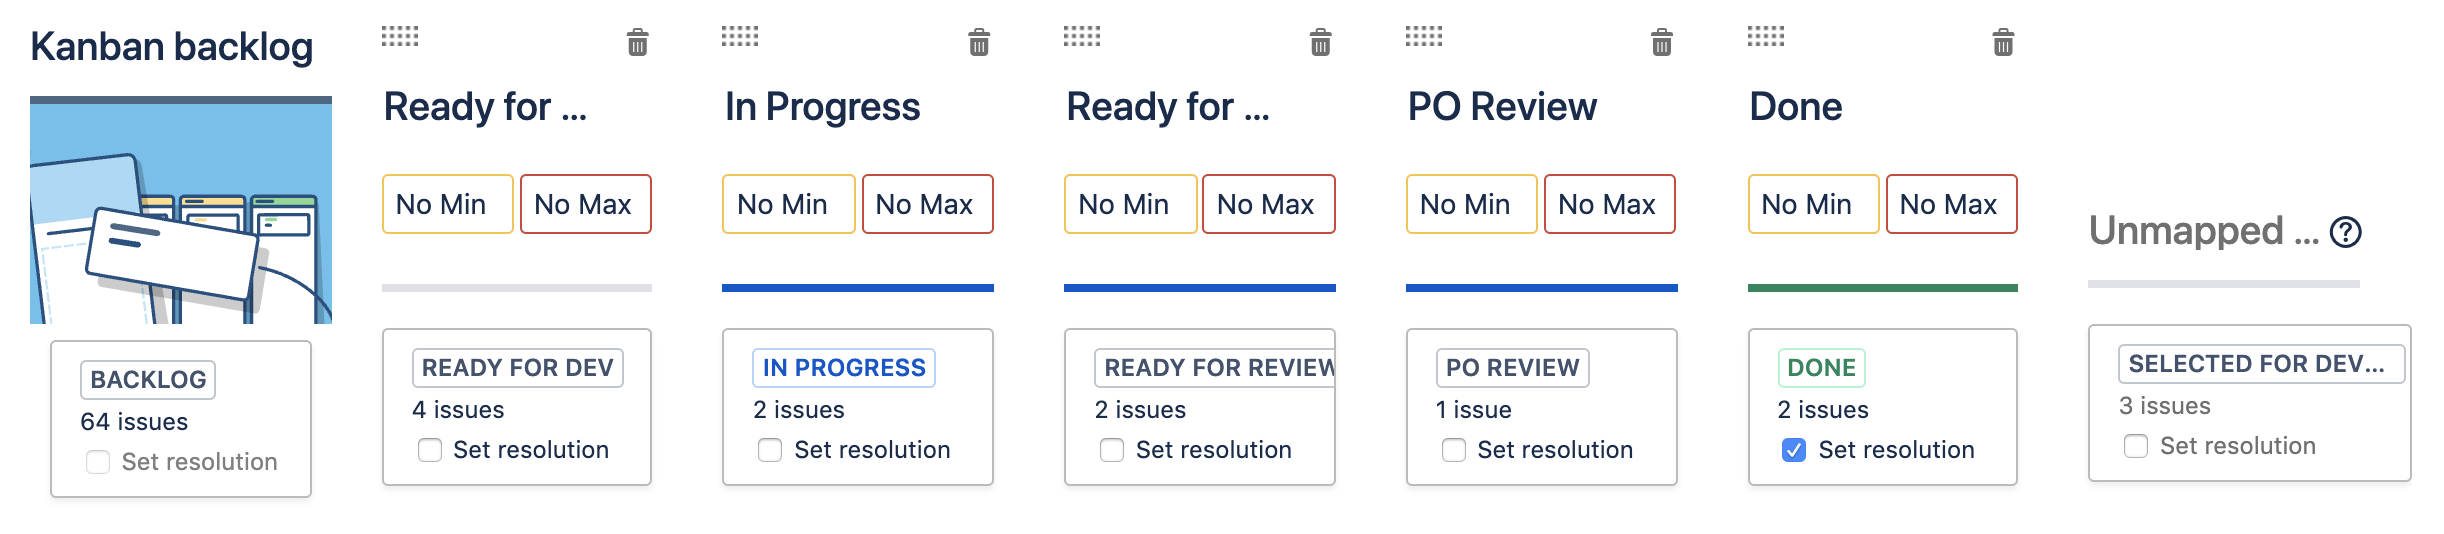 Kanban backlog
BACKLOG
64 issues
Set resolution
Ready for ...
No Min No Max
READY FOR DEV
4 issues
Set resolution
In Progress
No Min No Max
IN PROGRESS
2 issues
Set resolution
Ready for ...
No Min No Max
READY FOR REVIEW
2 issues
Set resolution
PO Review
No Min No Max
PO REVIEW
1 issue
Set resolution
Done
No Min No Max
DONE
2 issues
Set resolution
Unmapped ... ?
SELECTED FOR DEV...
3 issues
Set resolution